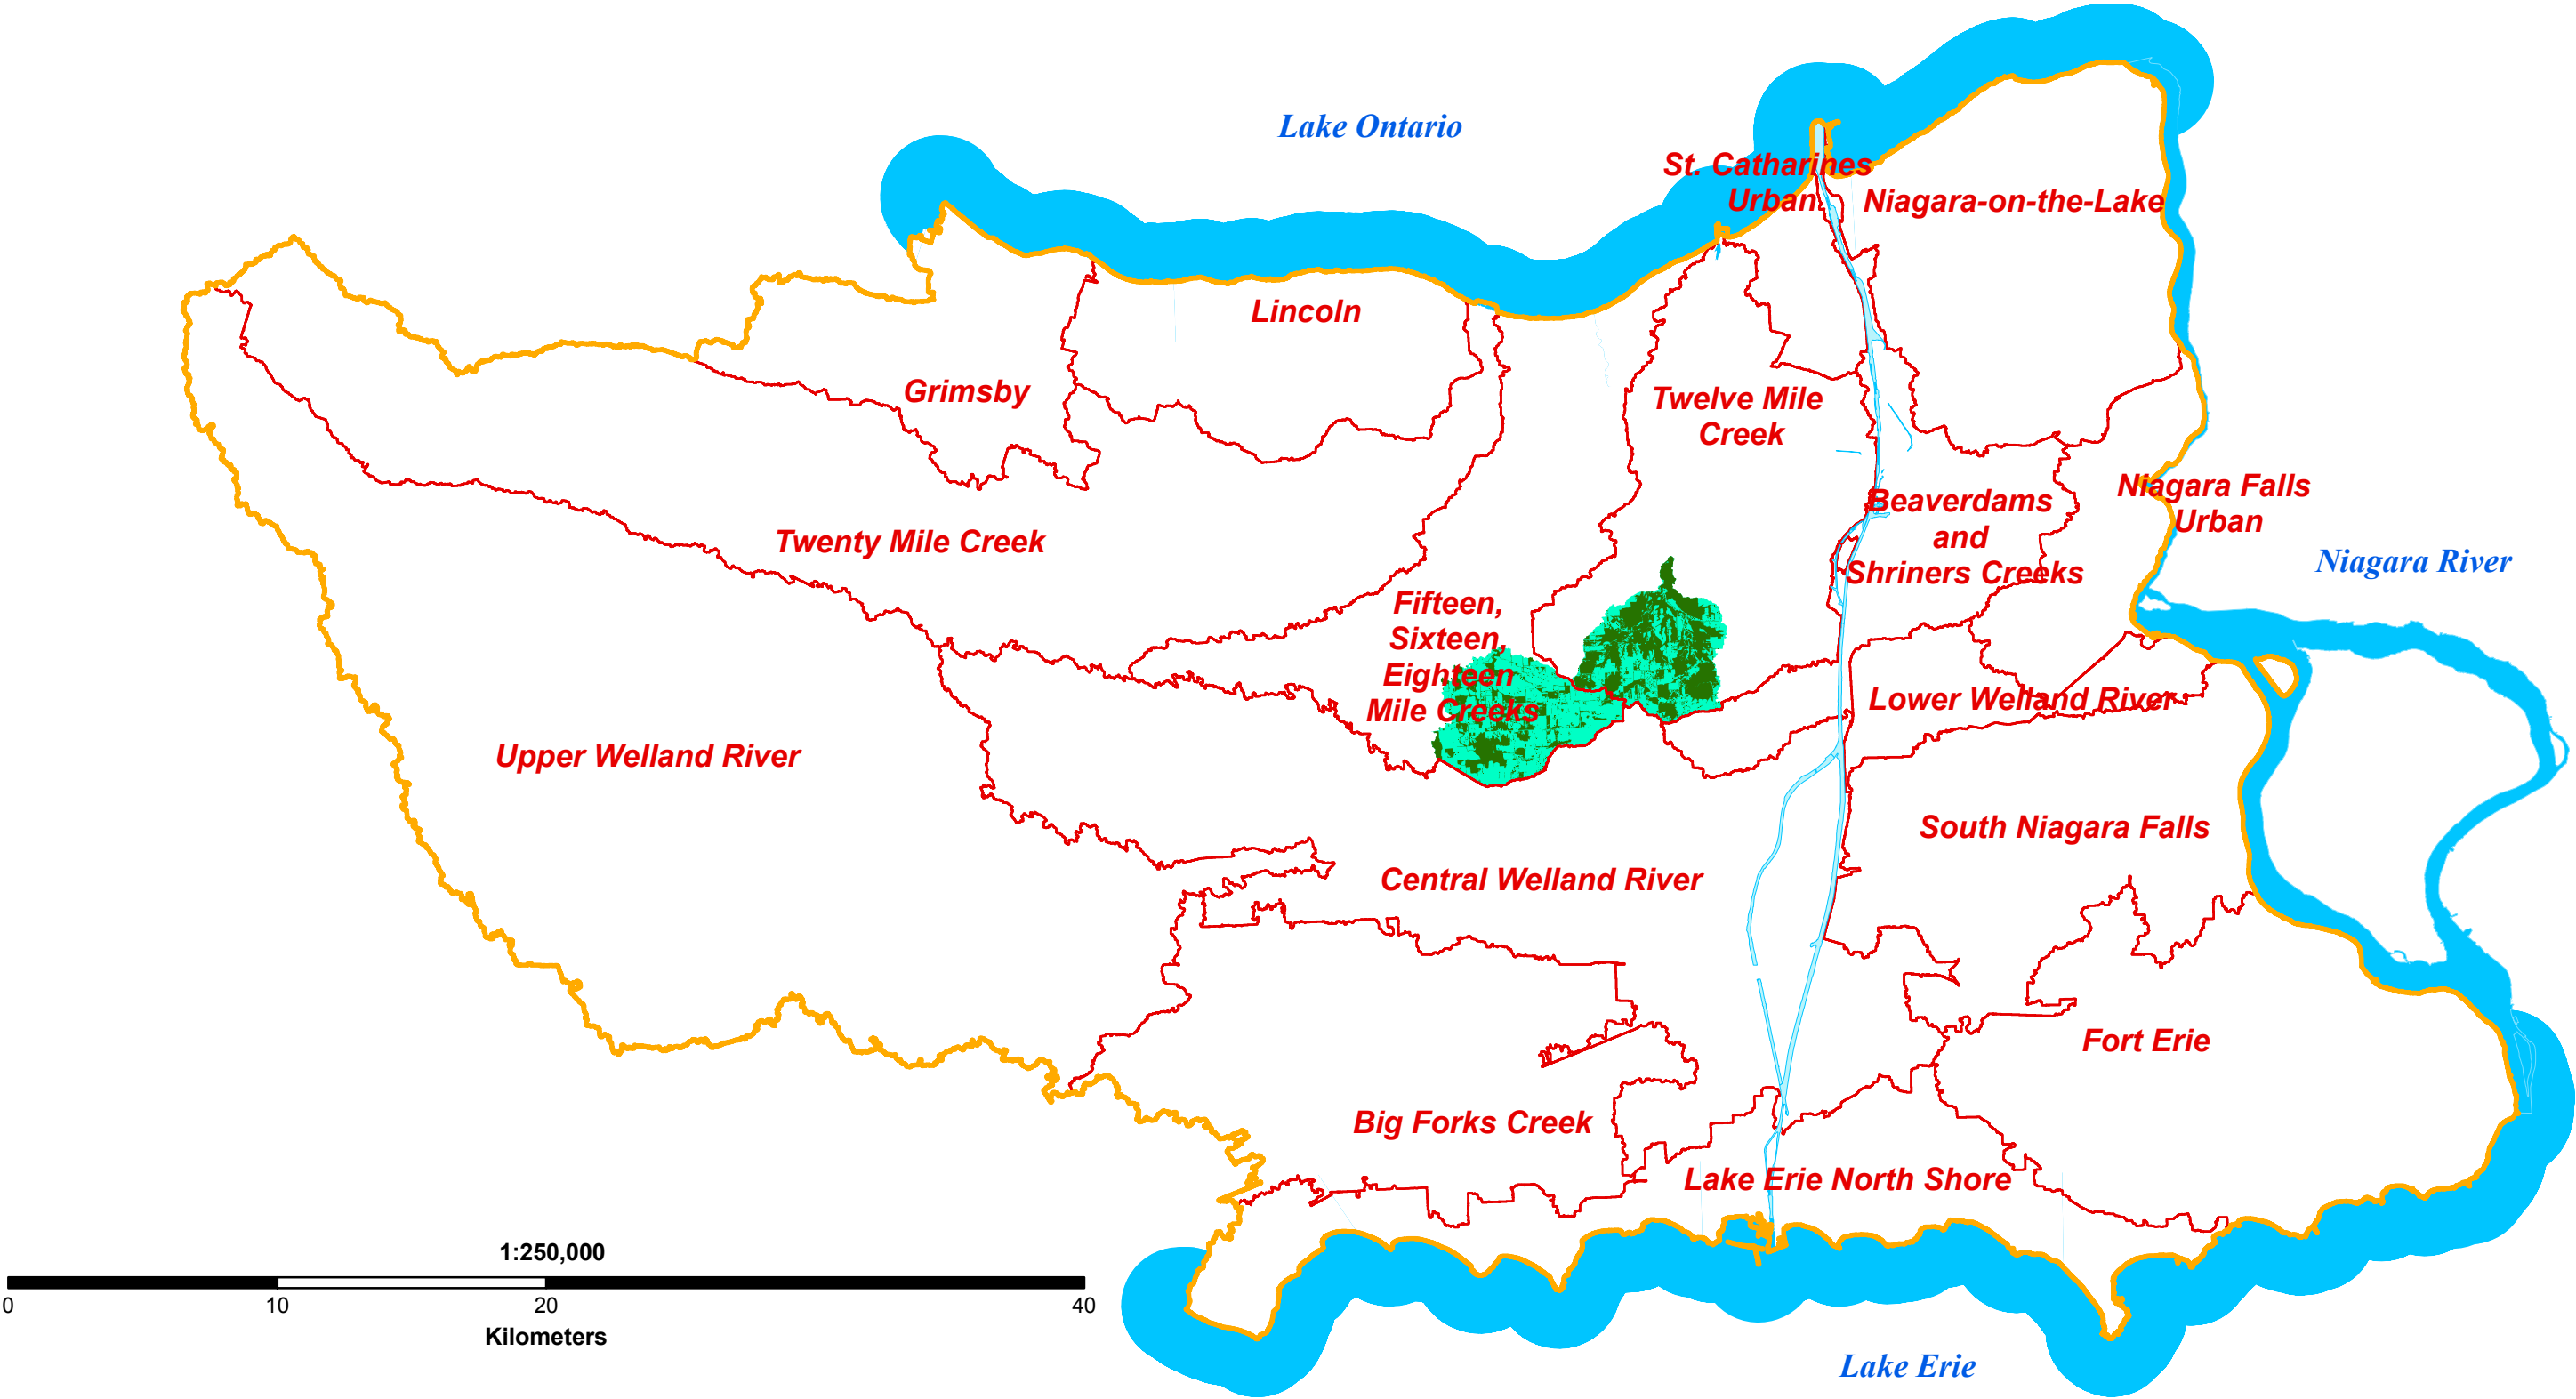 Lake Ontario
St. Catharines
Urban
Niagara-on-the-Lake
Lincoln
Grimsby
Twelve Mile
Creek
Niagara Falls
Urban
Beaverdams
and
Shriners Creeks
Twenty Mile Creek
Niagara River
Fifteen,
Sixteen,
Eighteen
Mile Creeks
Lower Welland River
Upper Welland River
South Niagara Falls
Central Welland River
Fort Erie
Big Forks Creek
Lake Erie North Shore
1:250,000
0 10 20 40
Kilometers
Lake Erie